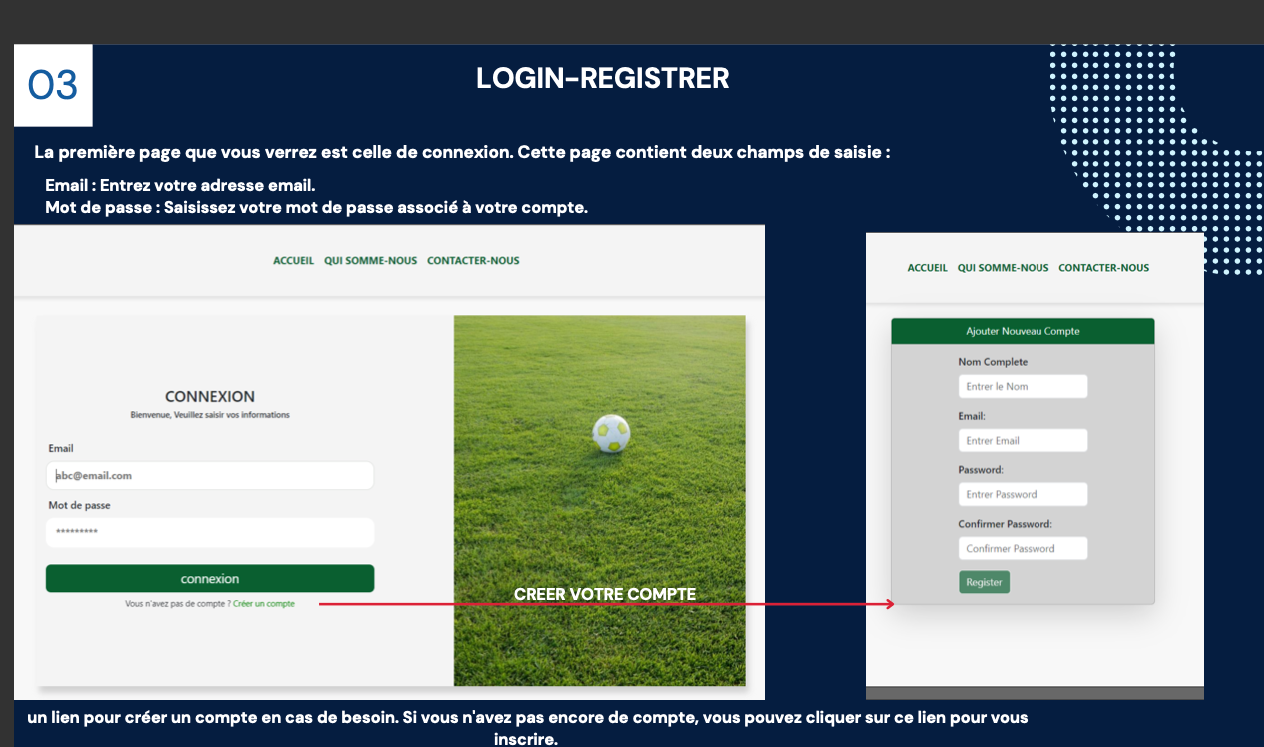 03
LOGIN-REGISTRER
La première page que vous verrez est celle de connexion. Cette page contient deux champs de saisie :
Email : Entrez votre adresse email.
Mot de passe : Saisissez votre mot de passe associé à votre compte.
ACCUEIL QUI SOMME-NOUS CONTACTER-NOUS
CONNEXION
Bienvenue, Veuillez saisir vos informations
Email
abc@email.com
Mot de passe
*********
connexion
Vous n'avez pas de compte ? Créer un compte
CREER VOTRE COMPTE
ACCUEIL QUI SOMME-NOUS CONTACTER-NOUS
Ajouter Nouveau Compte
Nom Complete
Entrer le Nom
Email:
Entrer Email
Password:
Entrer Password
Confirmer Password:
Confirmer Password
Register
un lien pour créer un compte en cas de besoin. Si vous n'avez pas encore de compte, vous pouvez cliquer sur ce lien pour vous
inscrire.